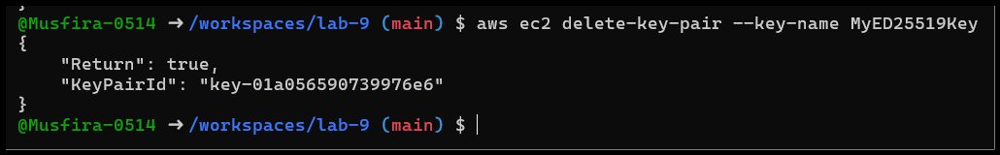 }
@Musfira-0514 ➜ /workspaces/lab-9 (main) $ aws ec2 delete-key-pair --key-name MyED25519Key
{
    "Return": true,
    "KeyPairId": "key-01a056590739976e6"
}
@Musfira-0514 ➜ /workspaces/lab-9 (main) $